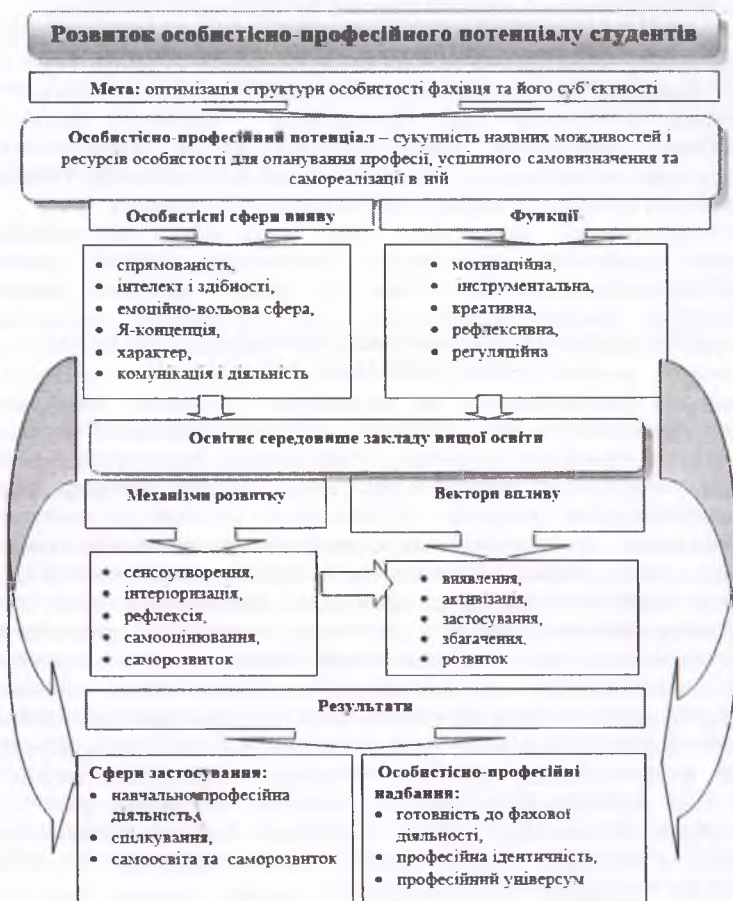 Розвиток особистісно-професійного потенціалу студентів
Мета: оптимізація структури особистості фахівця та його суб'єктності
Особистісно-професійний потенціал – сукупність наявних можливостей і
ресурсів особистості для опанування професії, успішного самовизначення та
самореалізації в ній
Особистісні сфери вияву
Функції
• спрямованість,
• інтелект і здібності,
емоційно-вольова сфера,
• Я-концепція,
• характер,
• комунікація і діяльність
• мотиваційна,
• інструментальна,
• креативна,
• рефлексивна,
• регуляційна
Освітнє середовище закладу вищої освіти
Механізми розвитку
Вектори впливу
• сенсоутворення,
• інтеріоризація,
• рефлексія,
• самооцінювання,
• саморозвиток
• виявлення,
• активізація,
• застосування,
• збагачення,
• розвиток
Результати
Сфери застосування:
• навчально-професійна
діяльність,
• спілкування,
• самоосвіта та саморозвиток
Особистісно-професійні
надбання:
• готовність до фахової
діяльності,
• професійна ідентичність,
• професійний універсум